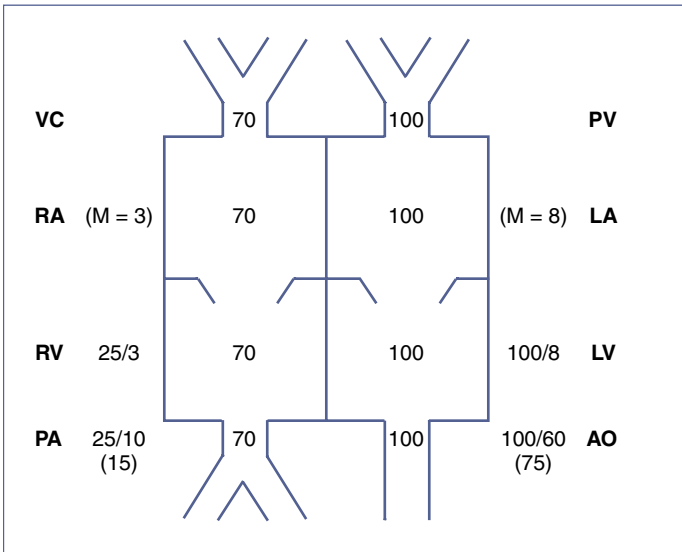 VC 70 100 PV
RA (M = 3) 70 100 (M = 8) LA
RV 25/3 70 100 100/8 LV
PA 25/10 70 100 100/60 AO
(15) (75)